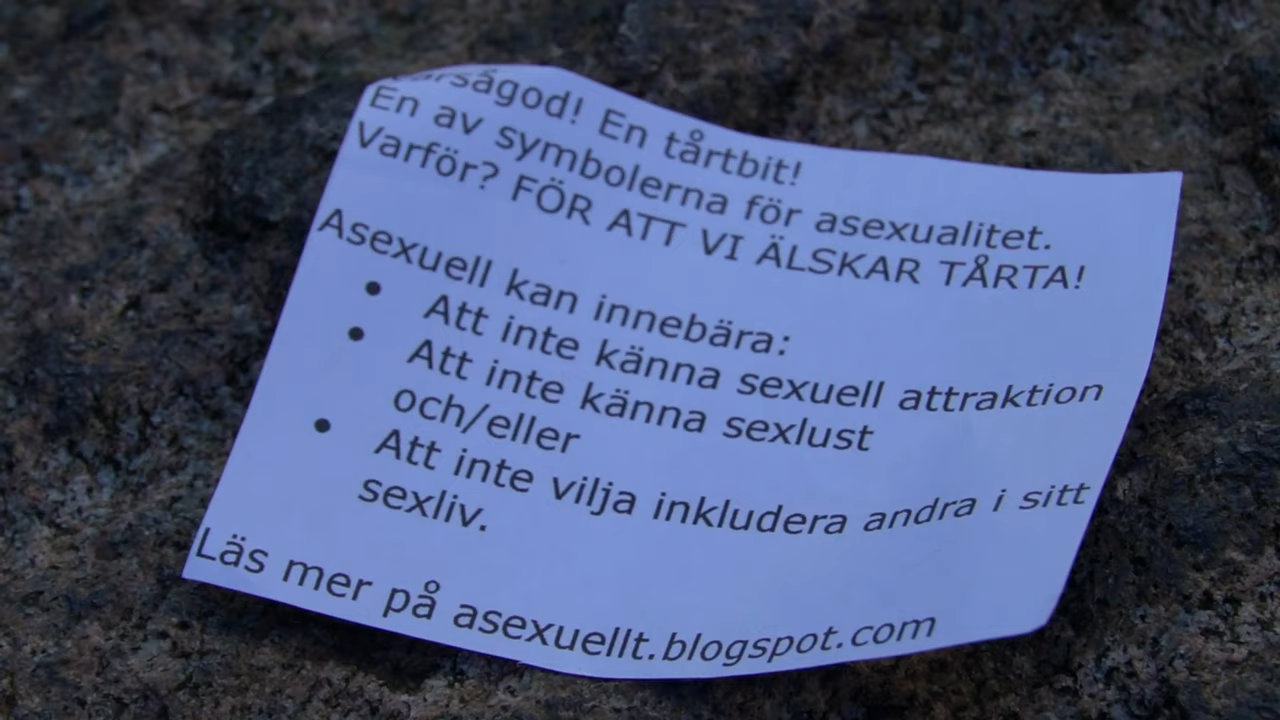 Varsågod! En tårtbit!
En av symbolerna för asexualitet.
Varför? FÖR ATT VI ÄLSKAR TÅRTA!
Asexuell kan innebära:
• Att inte känna sexuell attraktion
• Att inte känna sexlust
och/eller
• Att inte vilja inkludera andra i sitt
sexliv.
Läs mer på asexuellt.blogspot.com